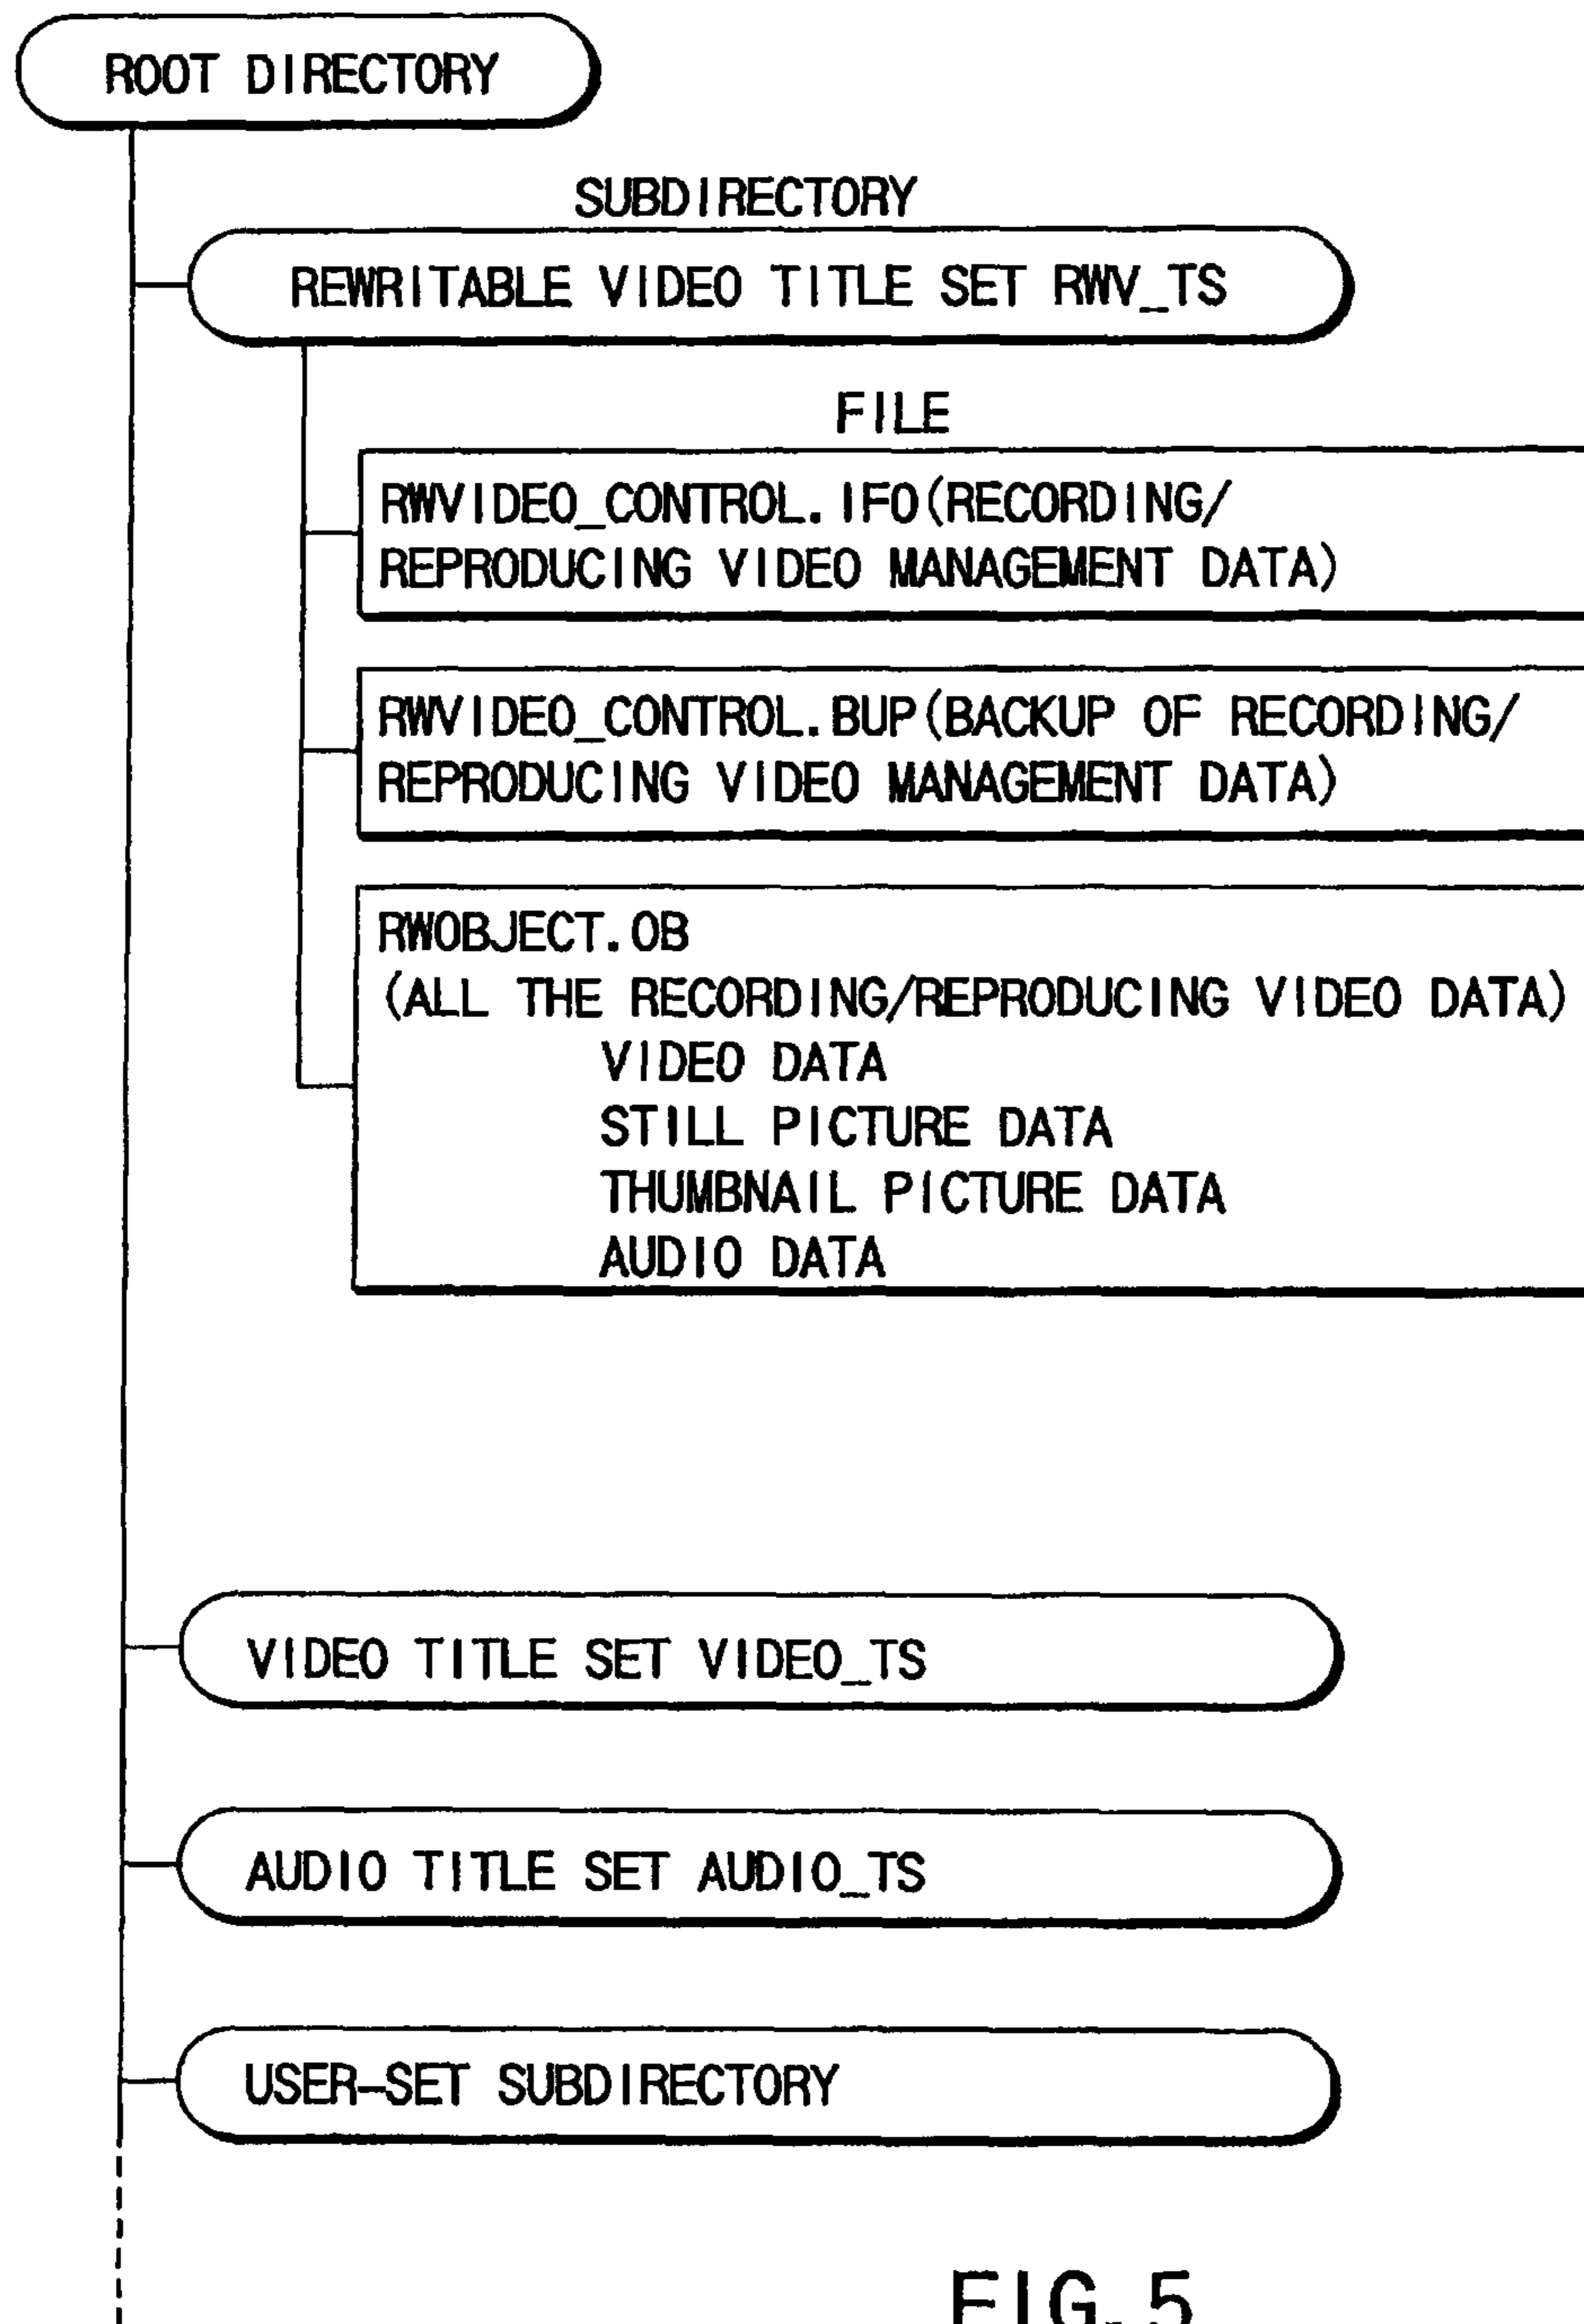 ROOT DIRECTORY
SUBDIRECTORY
REWRITABLE VIDEO TITLE SET RWV_TS
FILE
RWVIDEO_CONTROL.IFO(RECORDING/
REPRODUCING VIDEO MANAGEMENT DATA)
RWVIDEO_CONTROL.BUP(BACKUP OF RECORDING/
REPRODUCING VIDEO MANAGEMENT DATA)
RWOBJECT.OB
(ALL THE RECORDING/REPRODUCING VIDEO DATA)
VIDEO DATA
STILL PICTURE DATA
THUMBNAIL PICTURE DATA
AUDIO DATA
VIDEO TITLE SET VIDEO_TS
AUDIO TITLE SET AUDIO_TS
USER-SET SUBDIRECTORY
FIG. 5